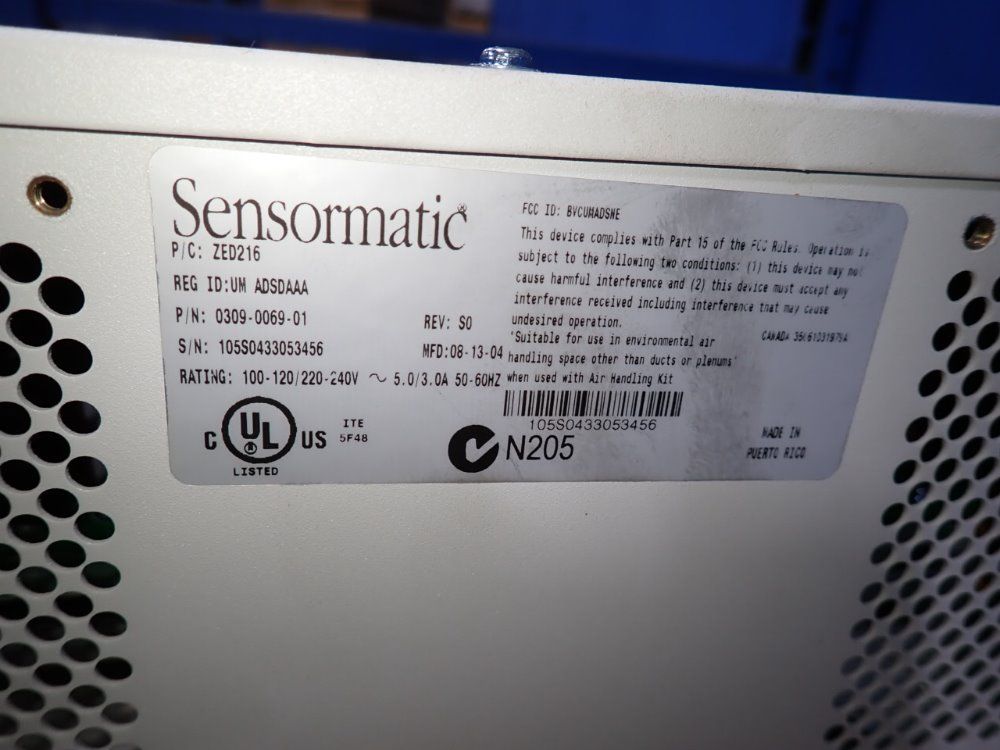 Sensormatic®
P/C: ZED216
REG ID:UM ADSDAAA
P/N: 0309-0069-01
REV: S0
S/N: 105S0433053456
MFD:08-13-04
RATING: 100-120/220-240V ~ 5.0/3.0A 50-60HZ
C UL ® US
LISTED
ITE
5F48
FCC ID: BVCUMADSNE
This device complies with Part 15 of the FCC Rules. Operation is
subject to the following two conditions: (1) this device may not
cause harmful interference and (2) this device must accept any
interference received including interference that may cause
undesired operation.
"Suitable for use in environmental air
handling space other than ducts or plenums"
when used with Air Handling Kit
CANADA
105S0433053456
N205
MADE IN
PUERTO RICO